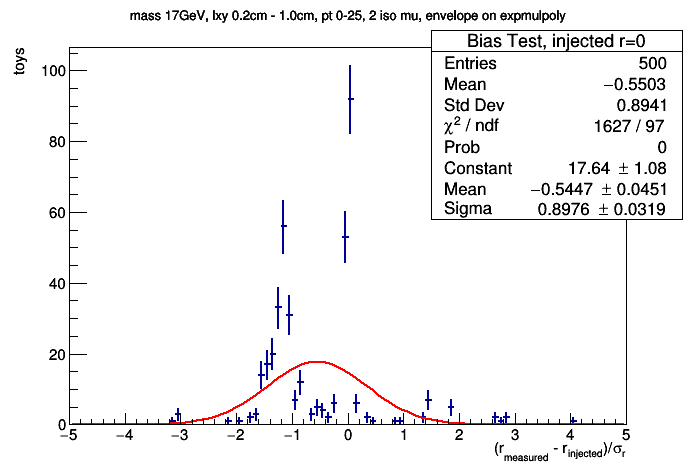 mass 17GeV, lxy 0.2cm - 1.0cm, pt 0-25, 2 iso mu, envelope on expmulpoly
toys
Bias Test, injected r=0
Entries 500
Mean −0.5503
Std Dev 0.8941
χ² / ndf 1627 / 97
Prob 0
Constant 17.64 ± 1.08
Mean −0.5447 ± 0.0451
Sigma 0.8976 ± 0.0319
100
80
60
40
20
0
−5 −4 −3 −2 −1 0 1 2 3 4 5
(r_measured - r_injected)/σ_r